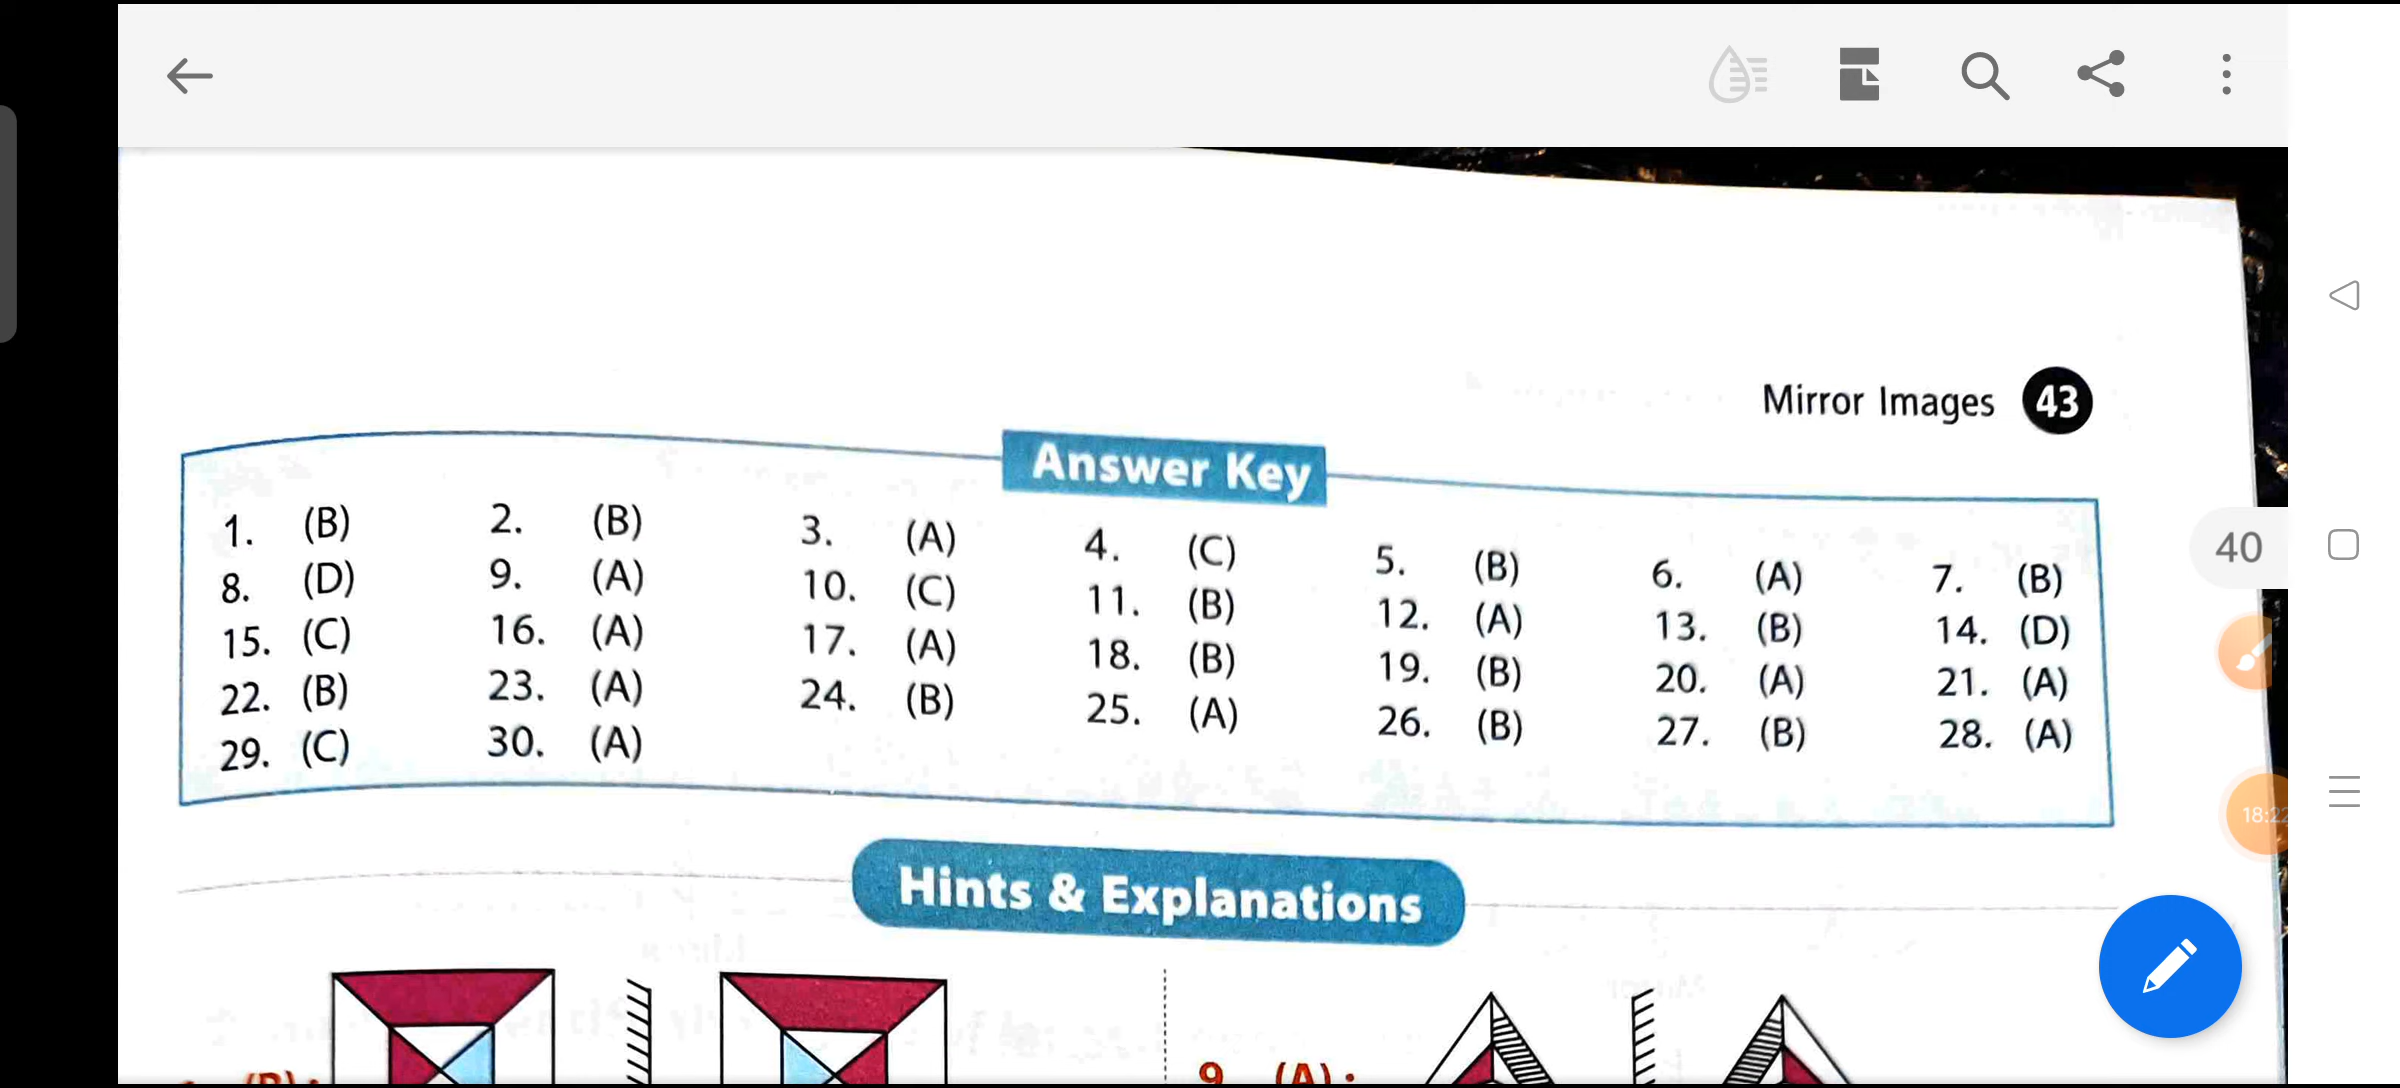 Mirror Images 43
Answer Key
1. (B) 2. (B) 3. (A) 4. (C) 5. (B) 6. (A) 7. (B)
8. (D) 9. (A) 10. (C) 11. (B) 12. (A) 13. (B) 14. (D)
15. (C) 16. (A) 17. (A) 18. (B) 19. (B) 20. (A) 21. (A)
22. (B) 23. (A) 24. (B) 25. (A) 26. (B) 27. (B) 28. (A)
29. (C) 30. (A)
40
18:22
Hints & Explanations
(B) :
9. (A) :